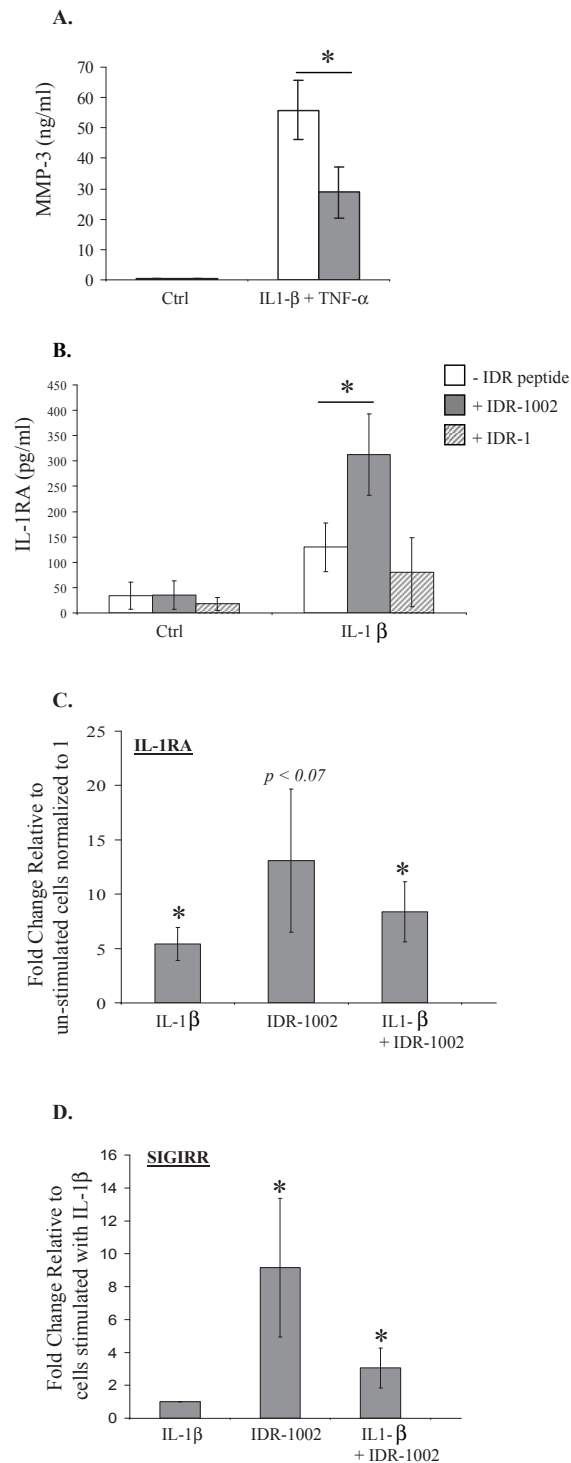 A.
*
MMP-3 (ng/ml)
70
60
50
40
30
20
10
0
Ctrl
IL1-β + TNF-α
B.
- IDR peptide
+ IDR-1002
+ IDR-1
*
IL-1RA (pg/ml)
450
400
350
300
250
200
150
100
50
0
Ctrl
IL-1 β
C.
IL-1RA
Fold Change Relative to
un-stimulated cells normalized to 1
25
20
15
10
5
0
p < 0.07
*
*
IL-1β
IDR-1002
IL1-β
+ IDR-1002
D.
SIGIRR
Fold Change Relative to
cells stimulated with IL-1β
16
14
12
10
8
6
4
2
0
*
*
IL-1β
IDR-1002
IL1-β
+ IDR-1002